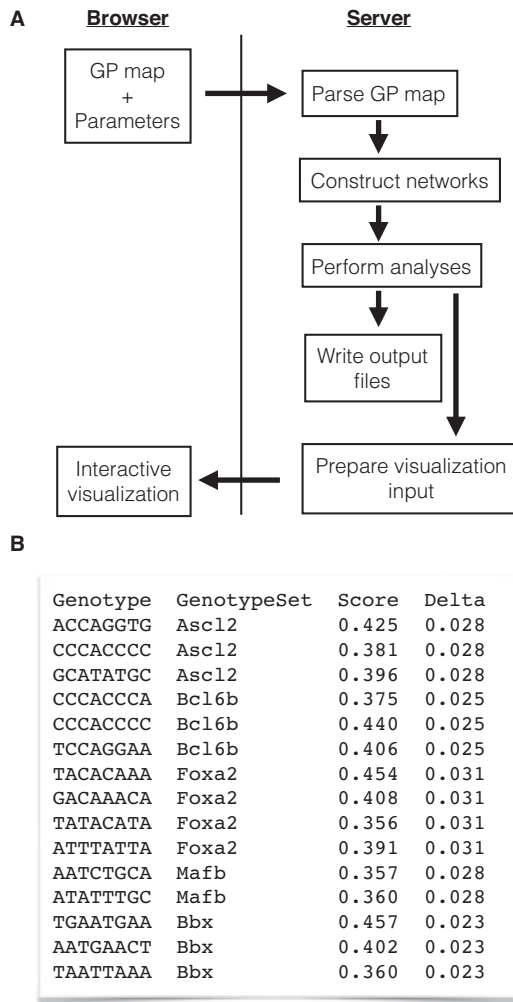 A
Browser
Server
GP map
+
Parameters
Parse GP map
Construct networks
Perform analyses
Write output
files
Interactive
visualization
Prepare visualization
input
B
Genotype GenotypeSet Score Delta
ACCAGGTG Ascl2 0.425 0.028
CCCACCCC Ascl2 0.381 0.028
GCATATGC Ascl2 0.396 0.028
CCCACCCA Bcl6b 0.375 0.025
CCCACCCC Bcl6b 0.440 0.025
TCCAGGAA Bcl6b 0.406 0.025
TACACAAA Foxa2 0.454 0.031
GACAAACA Foxa2 0.408 0.031
TATACATA Foxa2 0.356 0.031
ATTTATTA Foxa2 0.391 0.031
AATCTGCA Mafb 0.357 0.028
ATATTTGC Mafb 0.360 0.028
TGAATGAA Bbx 0.457 0.023
AATGAACT Bbx 0.402 0.023
TAATTAAA Bbx 0.360 0.023